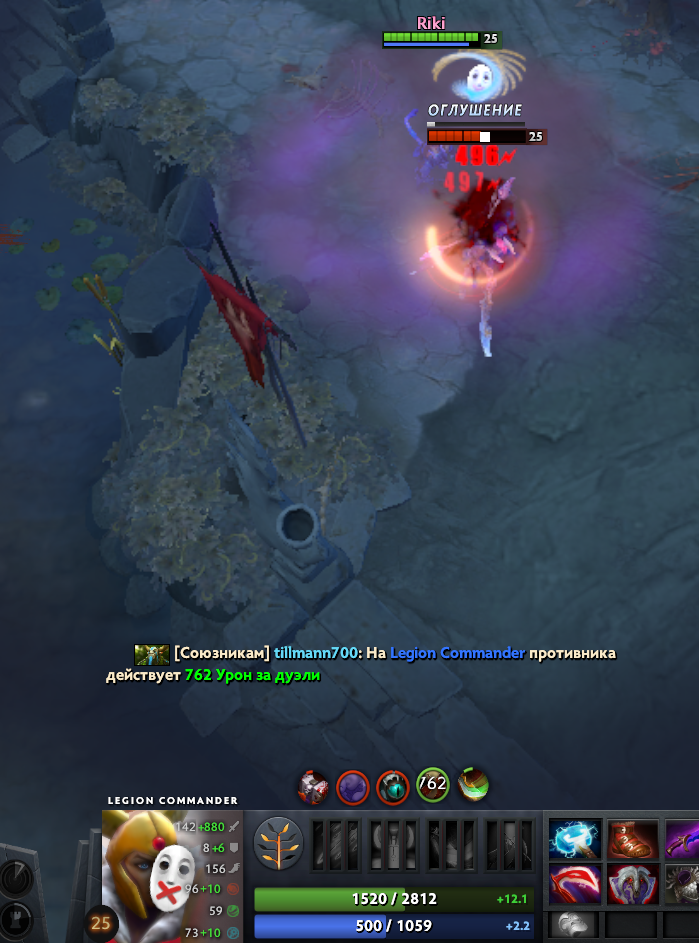 Riki
25
ОГЛУШЕНИЕ
25
496
497
[Союзникам] tillmann700: На Legion Commander противника
действует 762 Урон за дуэли
762
LEGION COMMANDER
142 +880
8 +6
156
96 +10
59
73 +10
25
1520 / 2812 +12.1
500 / 1059 +2.2